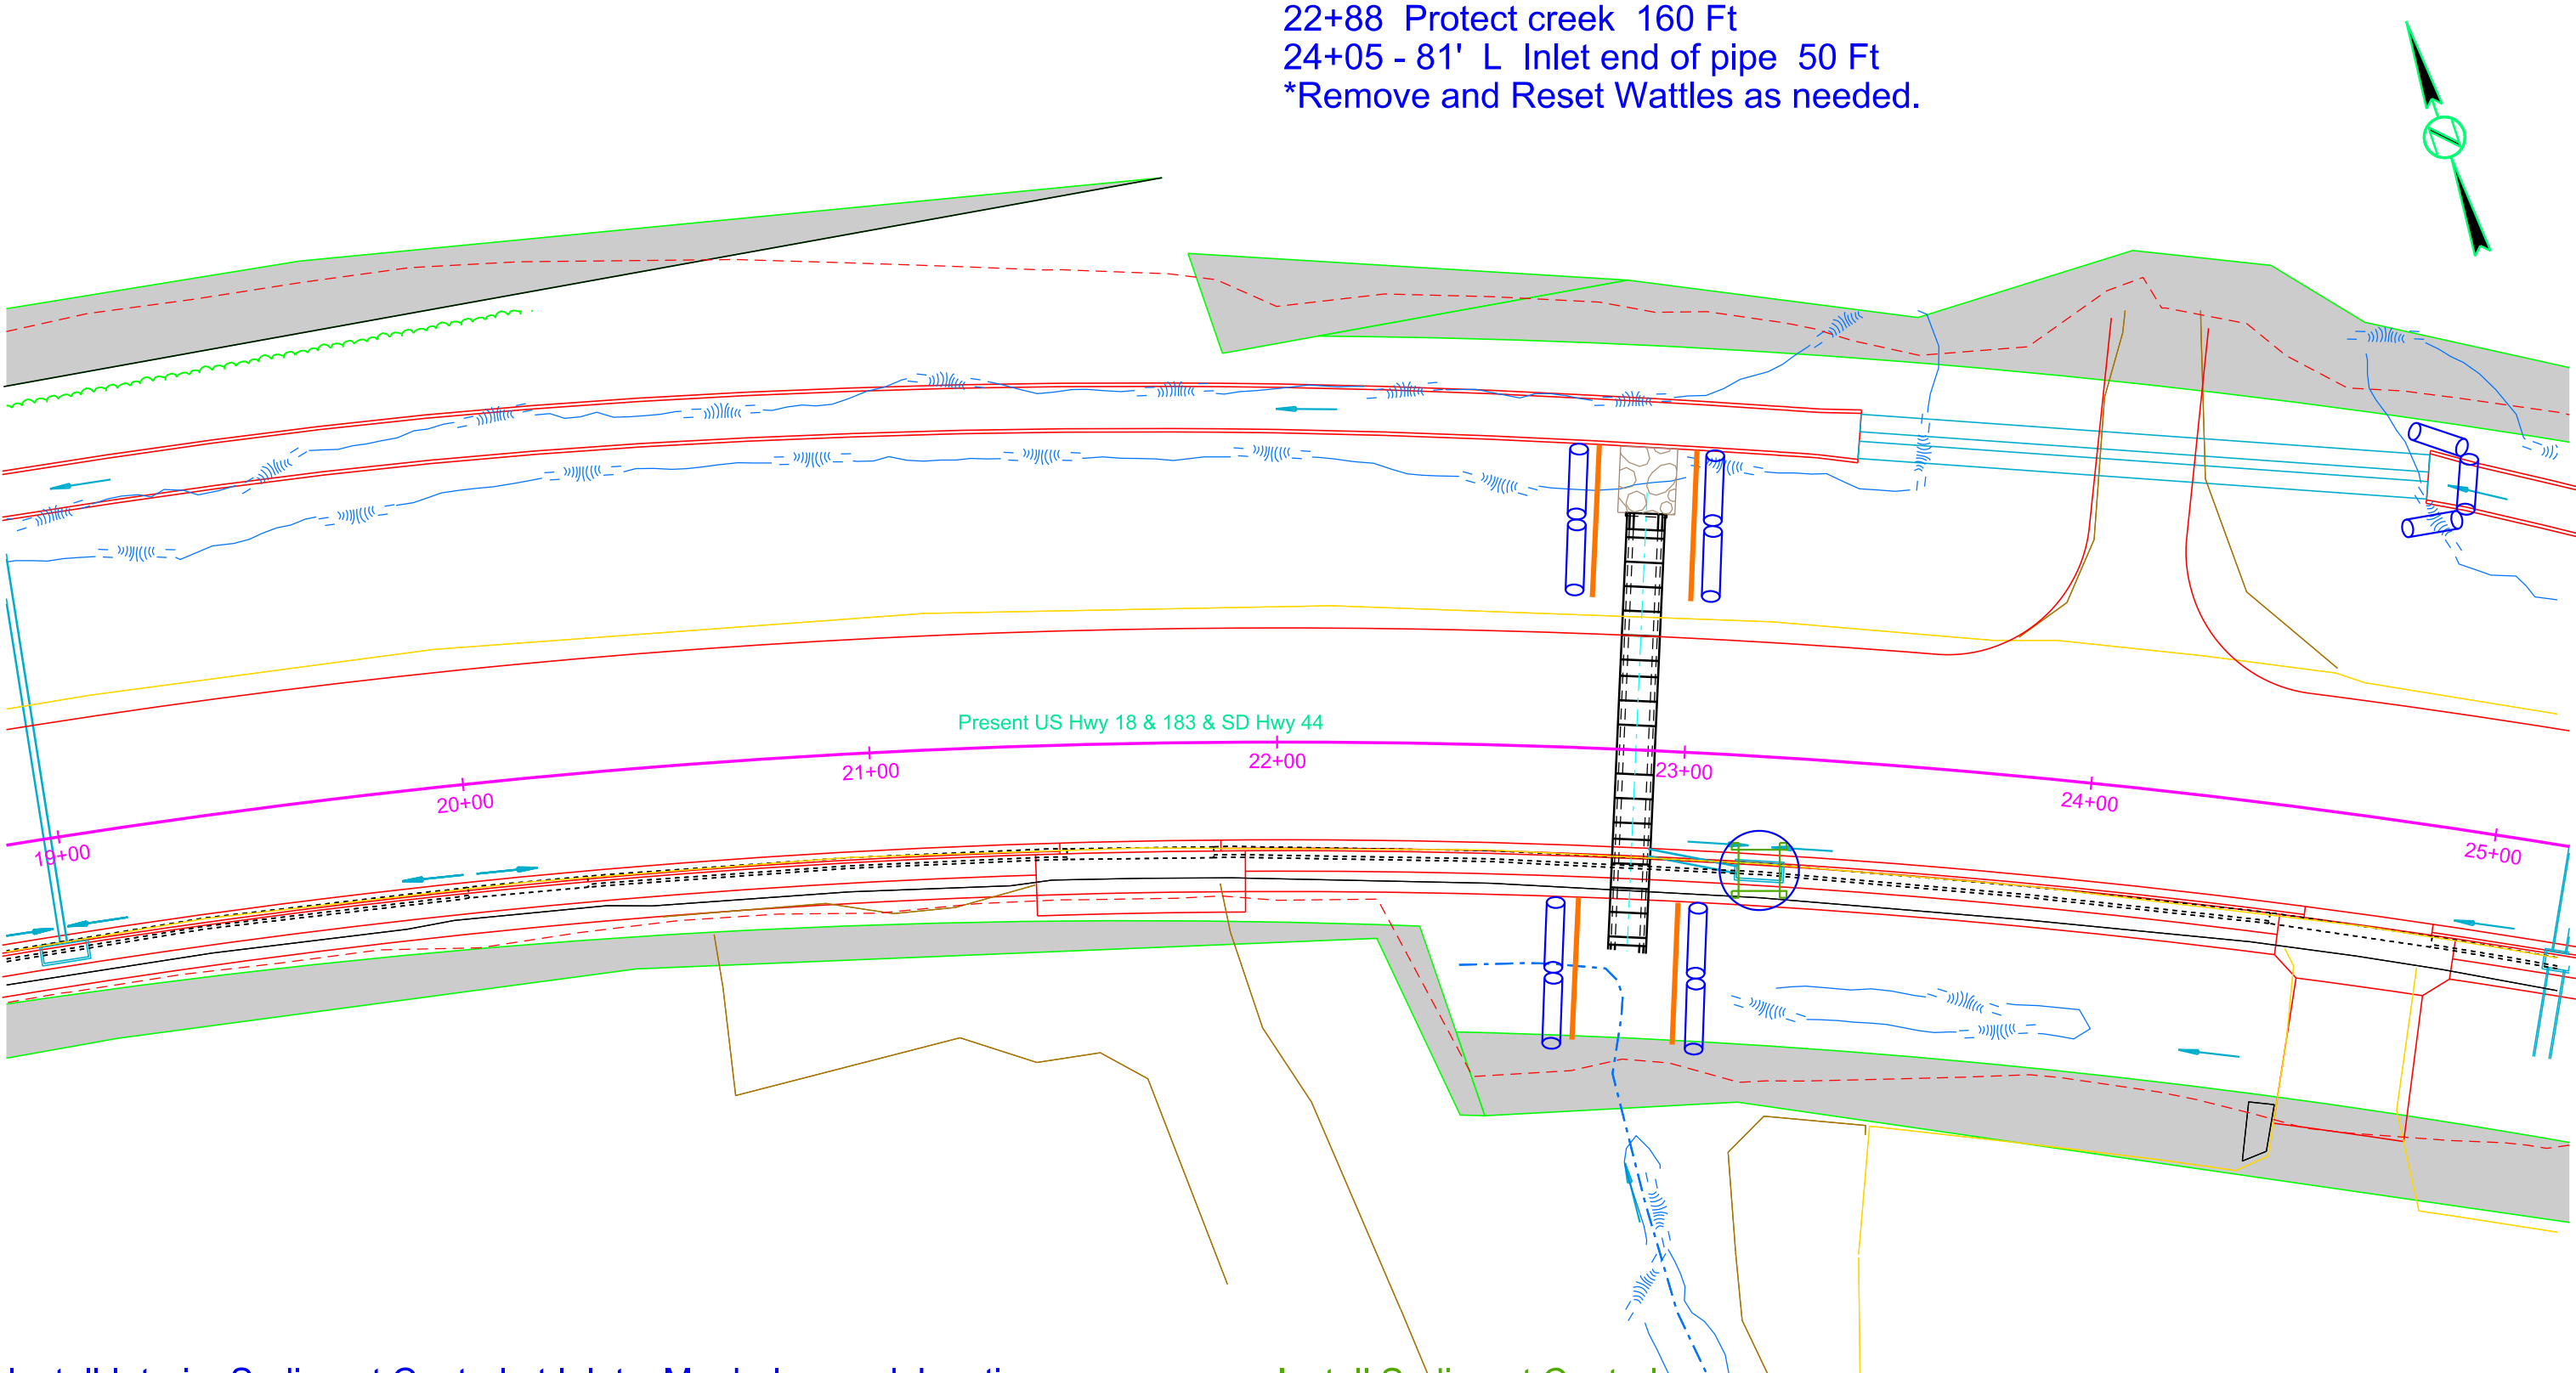 22+88 Protect creek 160 Ft
24+05 - 81' L Inlet end of pipe 50 Ft
*Remove and Reset Wattles as needed.
Z
Present US Hwy 18 & 183 & SD Hwy 44
19+00
20+00
21+00
22+00
23+00
24+00
25+00